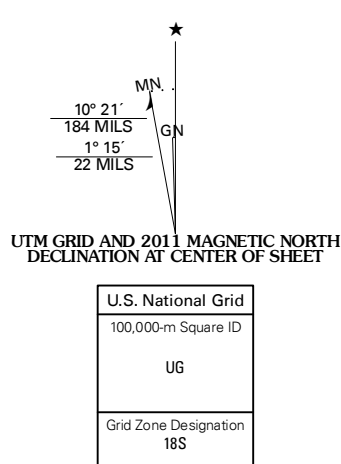 ★
MN
10° 21´
184 MILS
GN
1° 15´
22 MILS
UTM GRID AND 2011 MAGNETIC NORTH
DECLINATION AT CENTER OF SHEET
U.S. National Grid
100,000-m Square ID
UG
Grid Zone Designation
18S